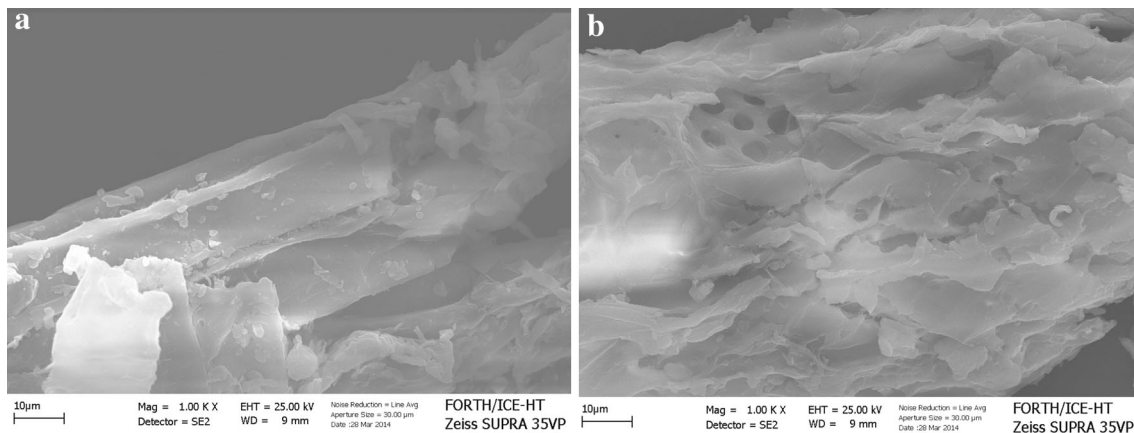 a
10µm
Mag = 1.00 K X
Detector = SE2
EHT = 25.00 kV
WD = 9 mm
Noise Reduction = Line Avg
Aperture Size = 30.00 µm
Date :28 Mar 2014
FORTH/ICE-HT
Zeiss SUPRA 35VP
b
10µm
Mag = 1.00 K X
Detector = SE2
EHT = 25.00 kV
WD = 9 mm
Noise Reduction = Line Avg
Aperture Size = 30.00 µm
Date :28 Mar 2014
FORTH/ICE-HT
Zeiss SUPRA 35VP